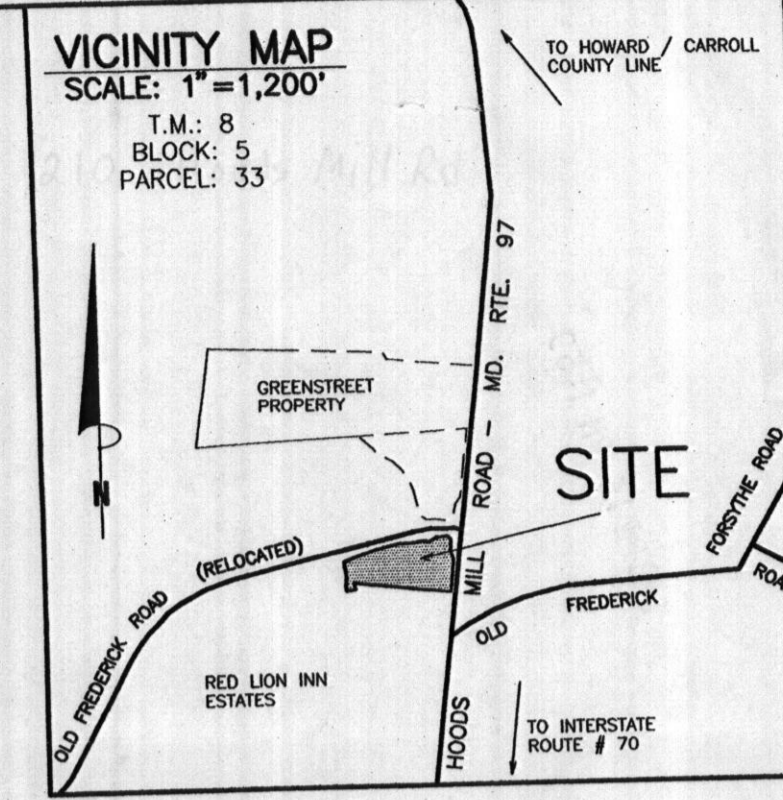 VICINITY MAP
SCALE: 1"=1,200'
T.M.: 8
BLOCK: 5
PARCEL: 33
TO HOWARD / CARROLL
COUNTY LINE
Mill Rd
HOODS MILL ROAD – MD. RTE. 97
GREENSTREET
PROPERTY
N
SITE
FORSYTHE ROAD
OLD FREDERICK ROAD (RELOCATED)
OLD FREDERICK
RED LION INN
ESTATES
TO INTERSTATE
ROUTE # 70